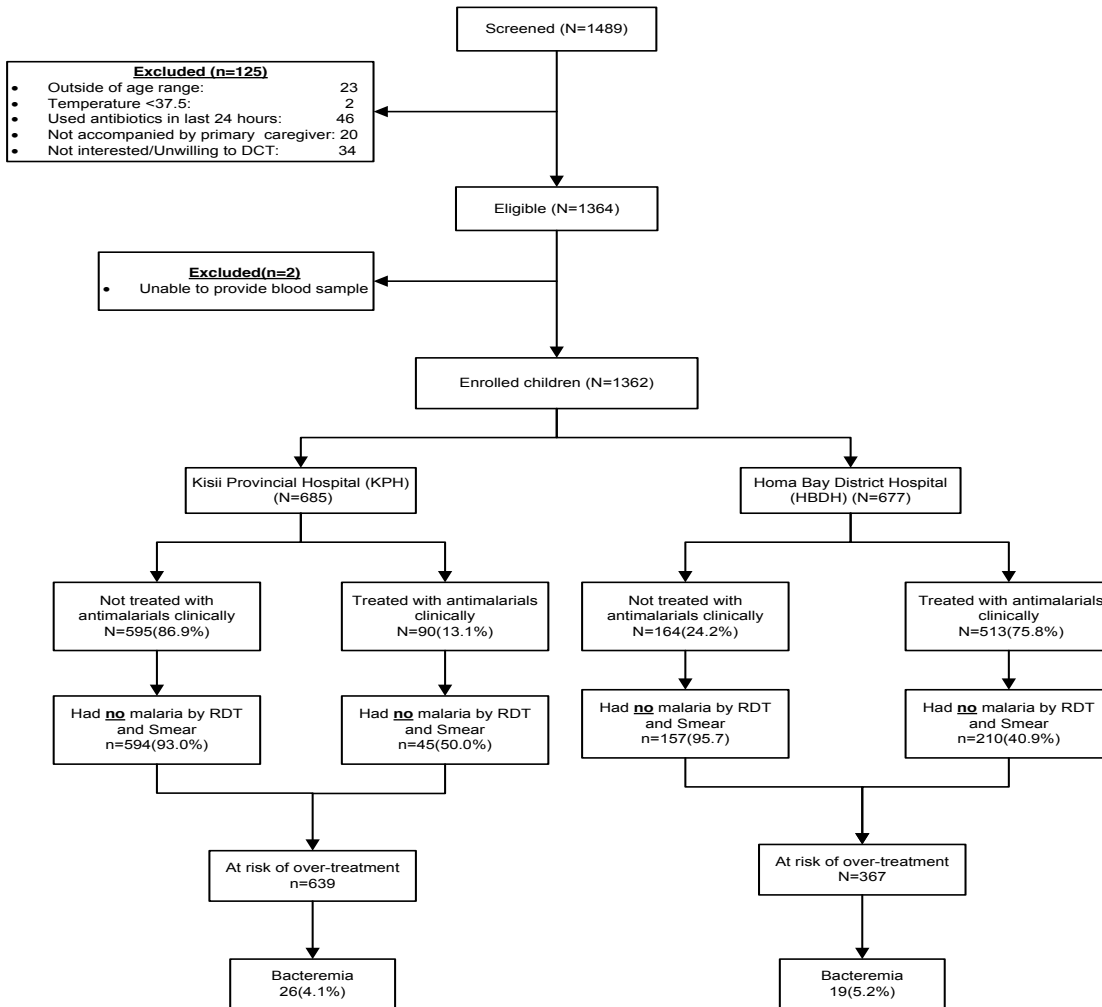 Screened (N=1489)
Excluded (n=125)
• Outside of age range: 23
• Temperature <37.5: 2
• Used antibiotics in last 24 hours: 46
• Not accompanied by primary caregiver: 20
• Not interested/Unwilling to DCT: 34
Eligible (N=1364)
Excluded(n=2)
• Unable to provide blood sample
Enrolled children (N=1362)
Kisii Provincial Hospital (KPH)
(N=685)
Homa Bay District Hospital
(HBDH) (N=677)
Not treated with
antimalarials clinically
N=595(86.9%)
Treated with antimalarials
clinically
N=90(13.1%)
Not treated with
antimalarials clinically
N=164(24.2%)
Treated with antimalarials
clinically
N=513(75.8%)
Had no malaria by RDT
and Smear
n=594(93.0%)
Had no malaria by RDT
and Smear
n=45(50.0%)
Had no malaria by RDT
and Smear
n=157(95.7)
Had no malaria by RDT
and Smear
n=210(40.9%)
At risk of over-treatment
n=639
At risk of over-treatment
N=367
Bacteremia
26(4.1%)
Bacteremia
19(5.2%)